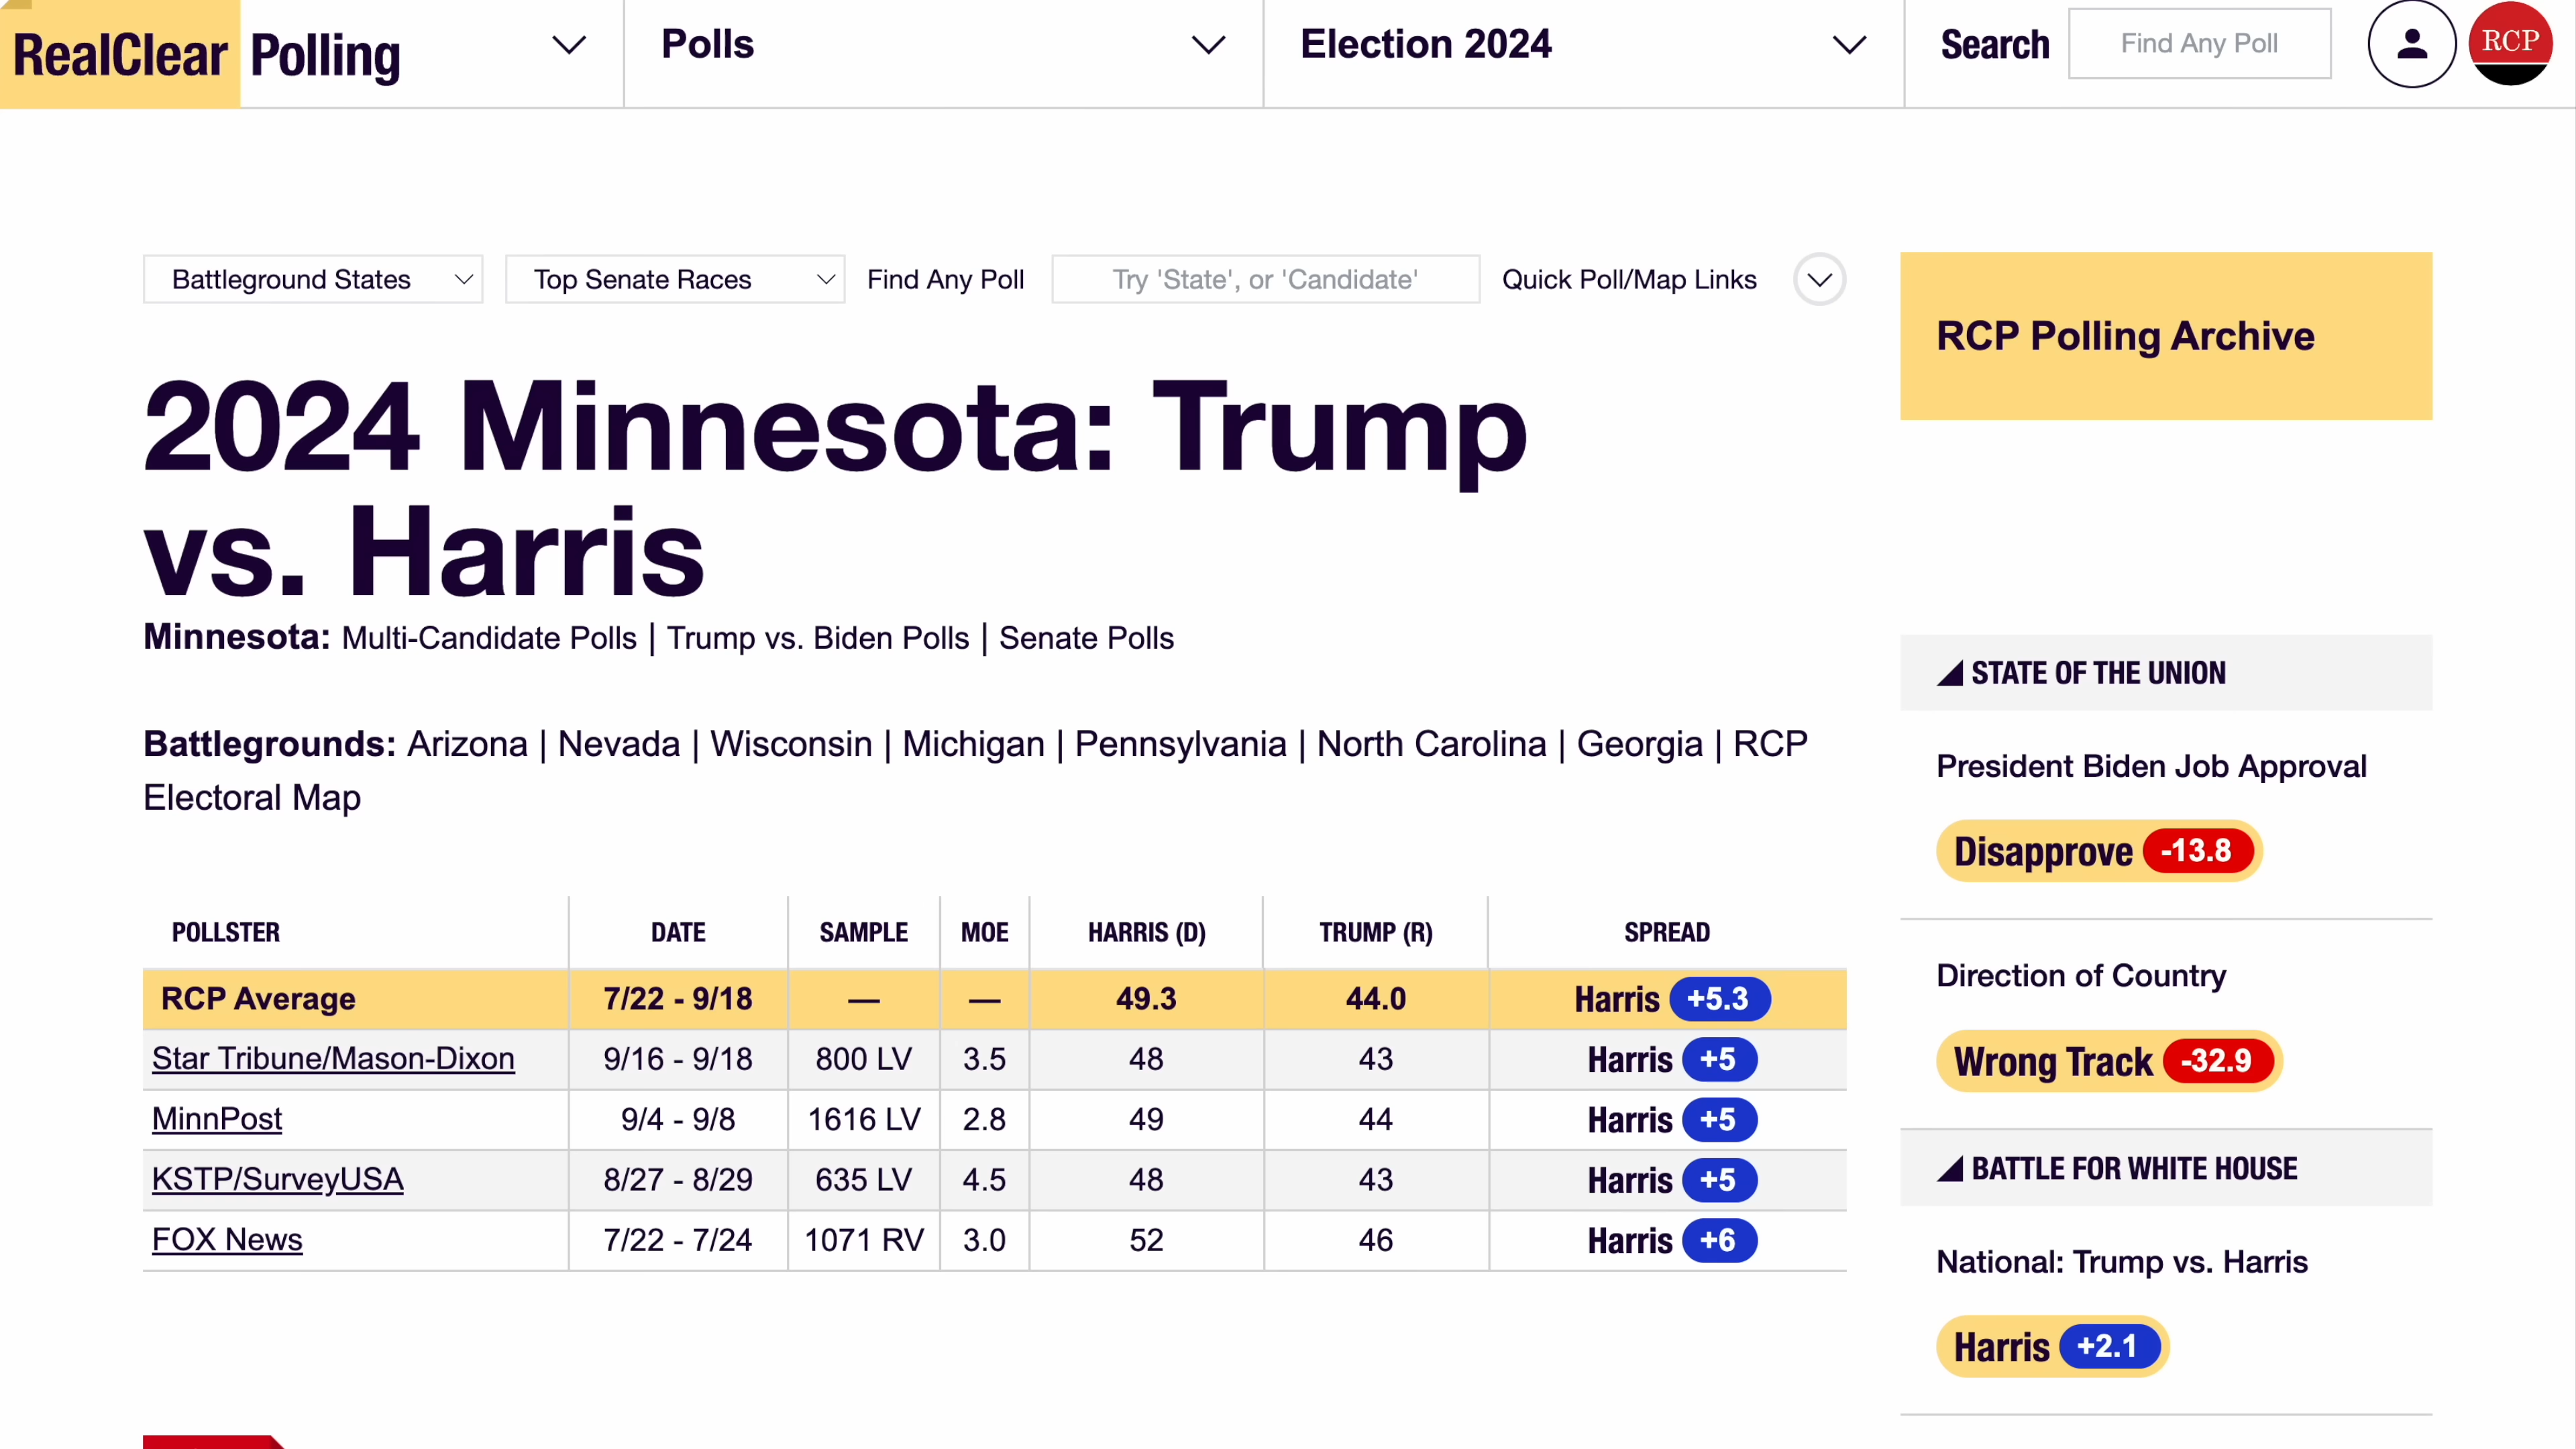 RealClear Polling
Polls
Election 2024
Search
Find Any Poll
RCP
Battleground States
Top Senate Races
Find Any Poll
Try 'State', or 'Candidate'
Quick Poll/Map Links
RCP Polling Archive
2024 Minnesota: Trump
vs. Harris
Minnesota: Multi-Candidate Polls | Trump vs. Biden Polls | Senate Polls
Battlegrounds: Arizona | Nevada | Wisconsin | Michigan | Pennsylvania | North Carolina | Georgia | RCP
Electoral Map
POLLSTER DATE SAMPLE MOE HARRIS (D) TRUMP (R) SPREAD
RCP Average 7/22 - 9/18 — — 49.3 44.0 Harris +5.3
Star Tribune/Mason-Dixon 9/16 - 9/18 800 LV 3.5 48 43 Harris +5
MinnPost 9/4 - 9/8 1616 LV 2.8 49 44 Harris +5
KSTP/SurveyUSA 8/27 - 8/29 635 LV 4.5 48 43 Harris +5
FOX News 7/22 - 7/24 1071 RV 3.0 52 46 Harris +6
STATE OF THE UNION
President Biden Job Approval
Disapprove -13.8
Direction of Country
Wrong Track -32.9
BATTLE FOR WHITE HOUSE
National: Trump vs. Harris
Harris +2.1